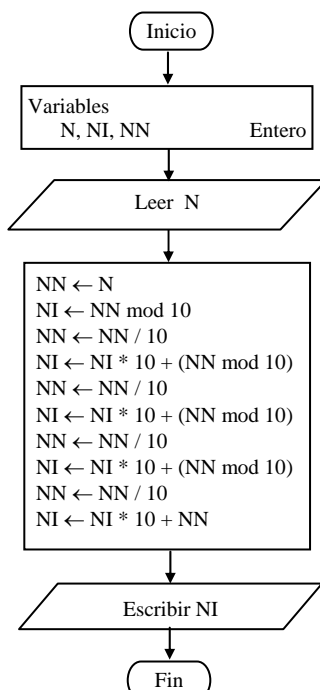 Inicio
Variables
N, NI, NN Entero
Leer N
NN ← N
NI ← NN mod 10
NN ← NN / 10
NI ← NI * 10 + (NN mod 10)
NN ← NN / 10
NI ← NI * 10 + (NN mod 10)
NN ← NN / 10
NI ← NI * 10 + (NN mod 10)
NN ← NN / 10
NI ← NI * 10 + NN
Escribir NI
Fin